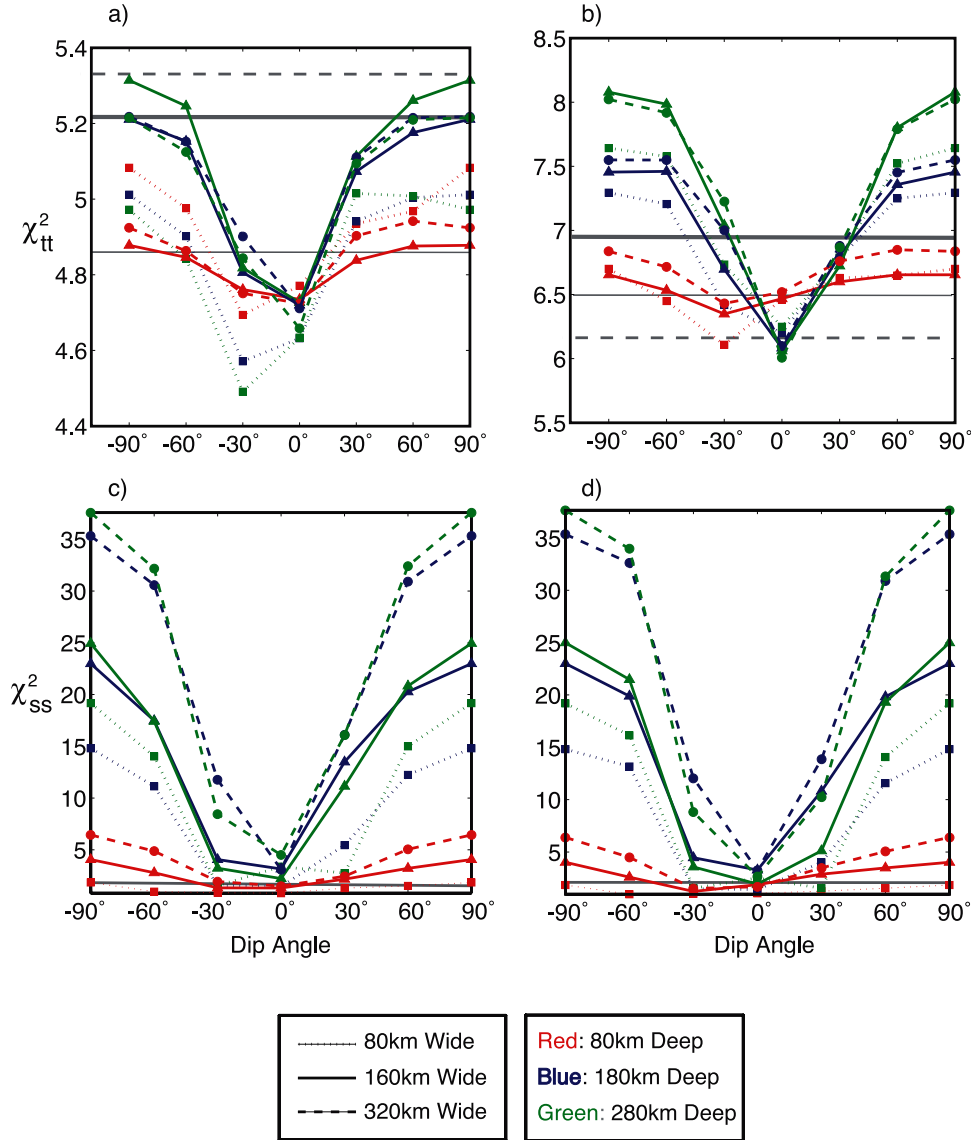 a)
b)
5.4
5.2
5
4.8
4.6
4.4
χ²tt
-90° -60° -30° 0° 30° 60° 90°
8.5
8
7.5
7
6.5
6
5.5
-90° -60° -30° 0° 30° 60° 90°
c)
d)
35
30
25
20
15
10
5
χ²ss
-90° -60° -30° 0° 30° 60° 90°
Dip Angle
35
30
25
20
15
10
5
-90° -60° -30° 0° 30° 60° 90°
Dip Angle
80km Wide
160km Wide
320km Wide
Red: 80km Deep
Blue: 180km Deep
Green: 280km Deep